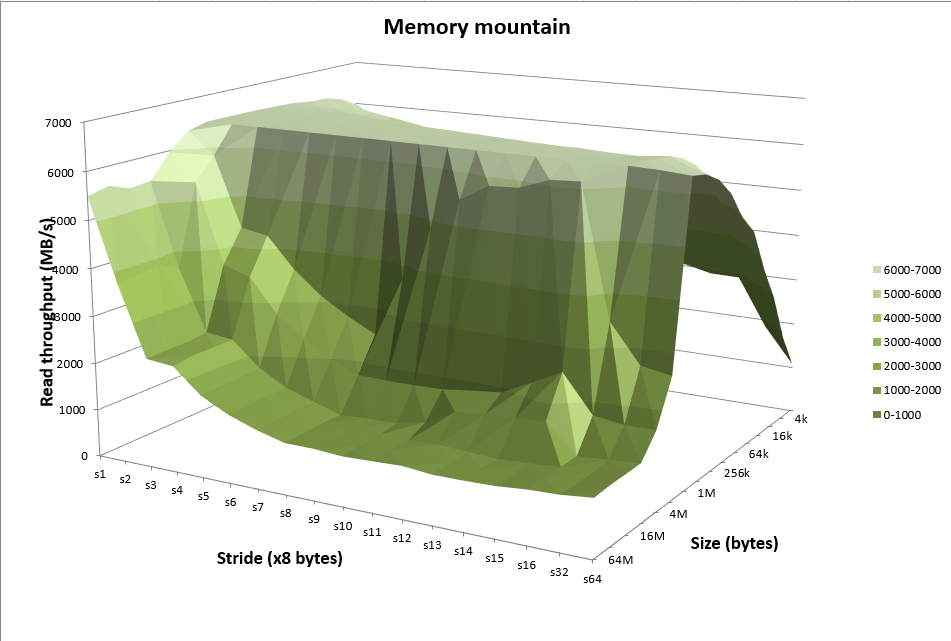 Memory mountain
7000
6000
5000
4000
3000
2000
1000
0
Read throughput (MB/s)
s1
s2
s3
s4
s5
s6
s7
s8
s9
s10
s11
s12
s13
s14
s15
s16
s32
s64
Stride (x8 bytes)
4k
16k
64k
256k
1M
4M
16M
64M
Size (bytes)
6000-7000
5000-6000
4000-5000
3000-4000
2000-3000
1000-2000
0-1000